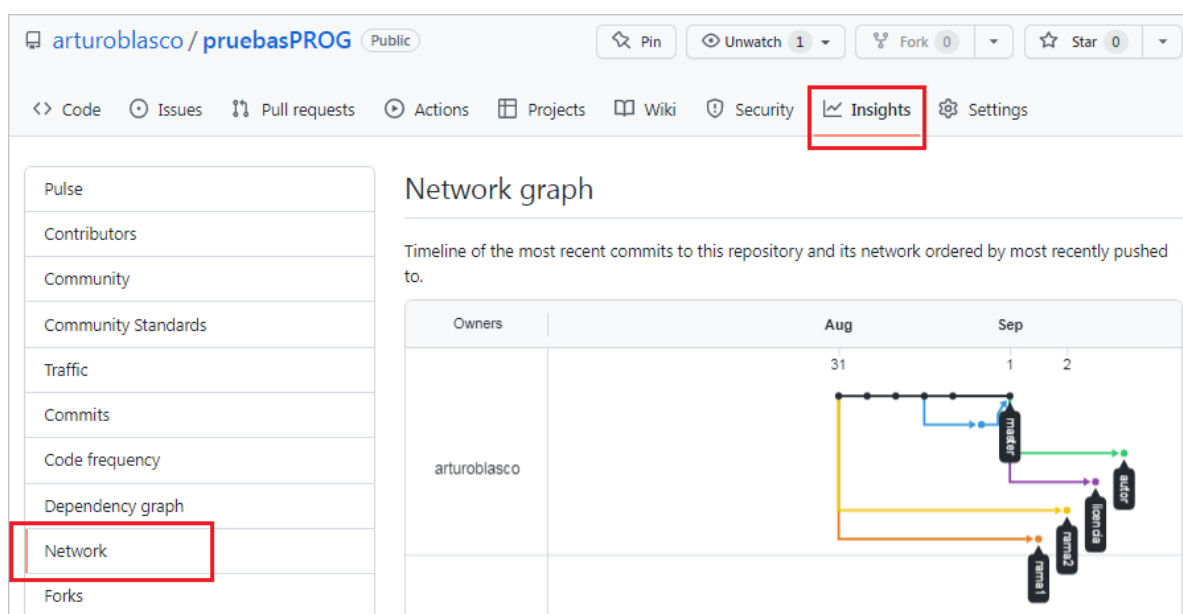 arturoblasco / pruebasPROG Public
Pin
Unwatch 1
Fork 0
Star 0
Code
Issues
Pull requests
Actions
Projects
Wiki
Security
Insights
Settings
Pulse
Contributors
Community
Community Standards
Traffic
Commits
Code frequency
Dependency graph
Network
Forks
Network graph
Timeline of the most recent commits to this repository and its network ordered by most recently pushed
to.
Owners
Aug
Sep
31
1
2
arturoblasco
master
autor
licencia
rama2
rama1